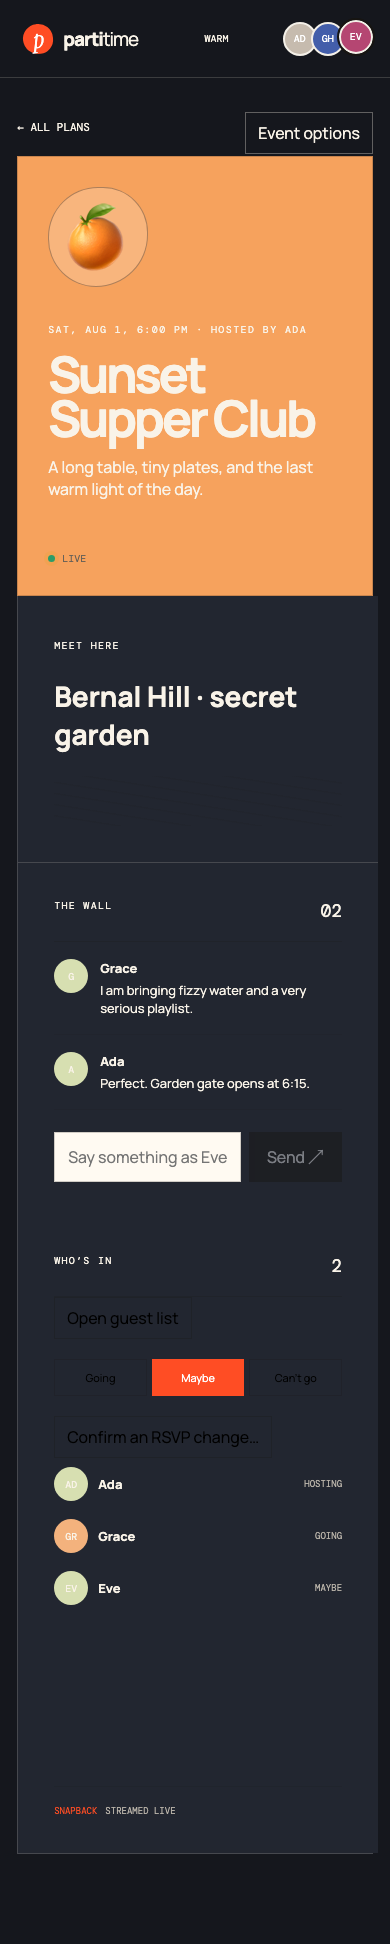 partitime
WARM
AD
GH
EV
← ALL PLANS
Event options
SAT, AUG 1, 6:00 PM · HOSTED BY ADA
Sunset
Supper Club
A long table, tiny plates, and the last
warm light of the day.
LIVE
MEET HERE
Bernal Hill · secret
garden
THE WALL
02
G
Grace
I am bringing fizzy water and a very
serious playlist.
A
Ada
Perfect. Garden gate opens at 6:15.
Say something as Eve
Send ↗
WHO'S IN
2
Open guest list
Going
Maybe
Can't go
Confirm an RSVP change…
AD
Ada
HOSTING
GR
Grace
GOING
EV
Eve
MAYBE
SNAPBACK STREAMED LIVE